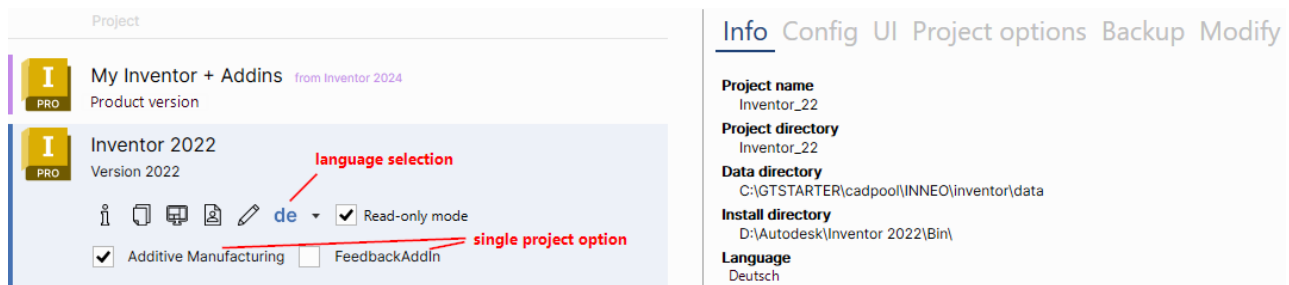 Project
My Inventor + Addins from Inventor 2024
Product version
I
PRO
Inventor 2022
Version 2022
I
PRO
language selection
de
Read-only mode
single project option
Additive Manufacturing
FeedbackAddIn
Info Config UI Project options Backup Modify
Project name
Inventor_22
Project directory
Inventor_22
Data directory
C:\GTSTARTER\cadpool\INNEO\inventor\data
Install directory
D:\Autodesk\Inventor 2022\Bin\
Language
Deutsch